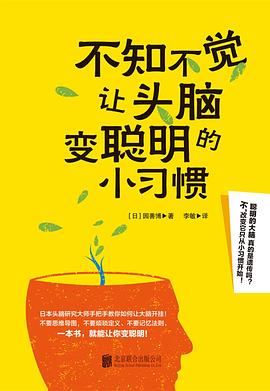 不知不觉
让头脑
变聪明的
小习惯
[日]园善博▶著 李敏▶译
聪明的大脑真的是遗传吗？
不，改变它只从小习惯开始！
日本头脑研究大师手把手教你如何让大脑开挂！
不要思维导图，不要烦琐定义，不要记忆法则，
一本书，就能让你变聪明！
北京联合出版公司